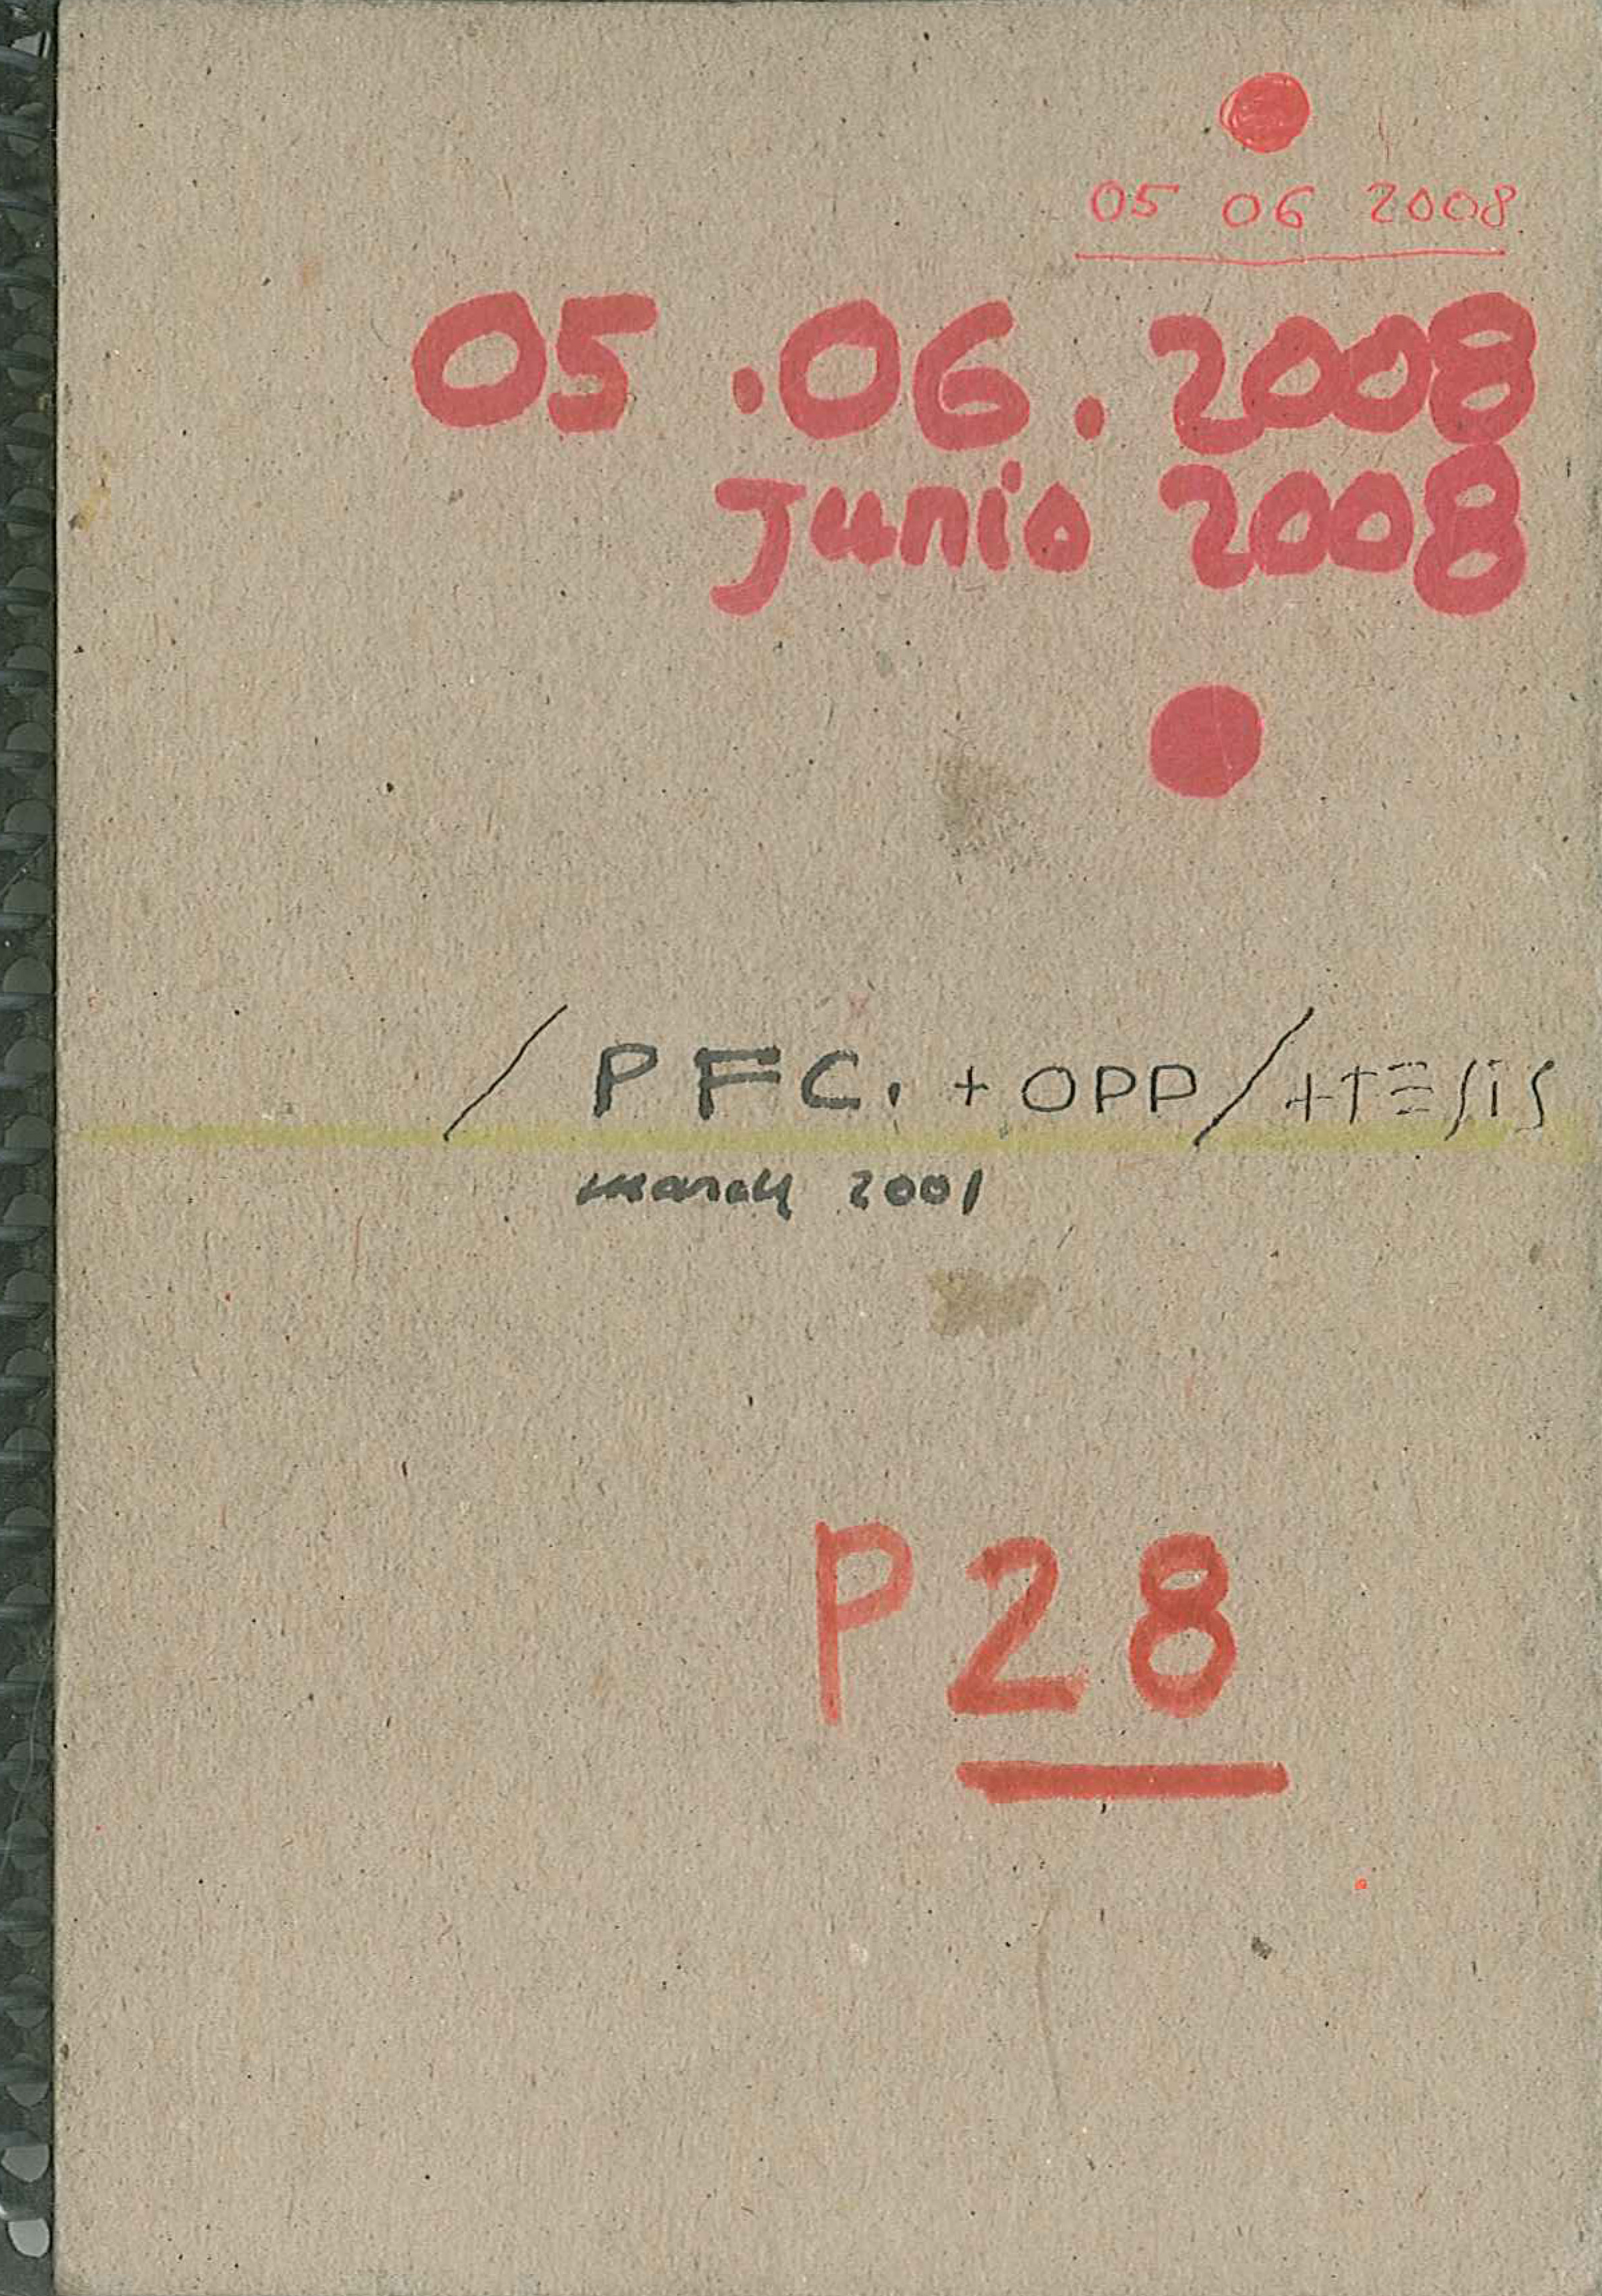 05 06 2008
05.06.2008
junio 2008
/ PFC. + OPP / + TESIS
march 2001
P28